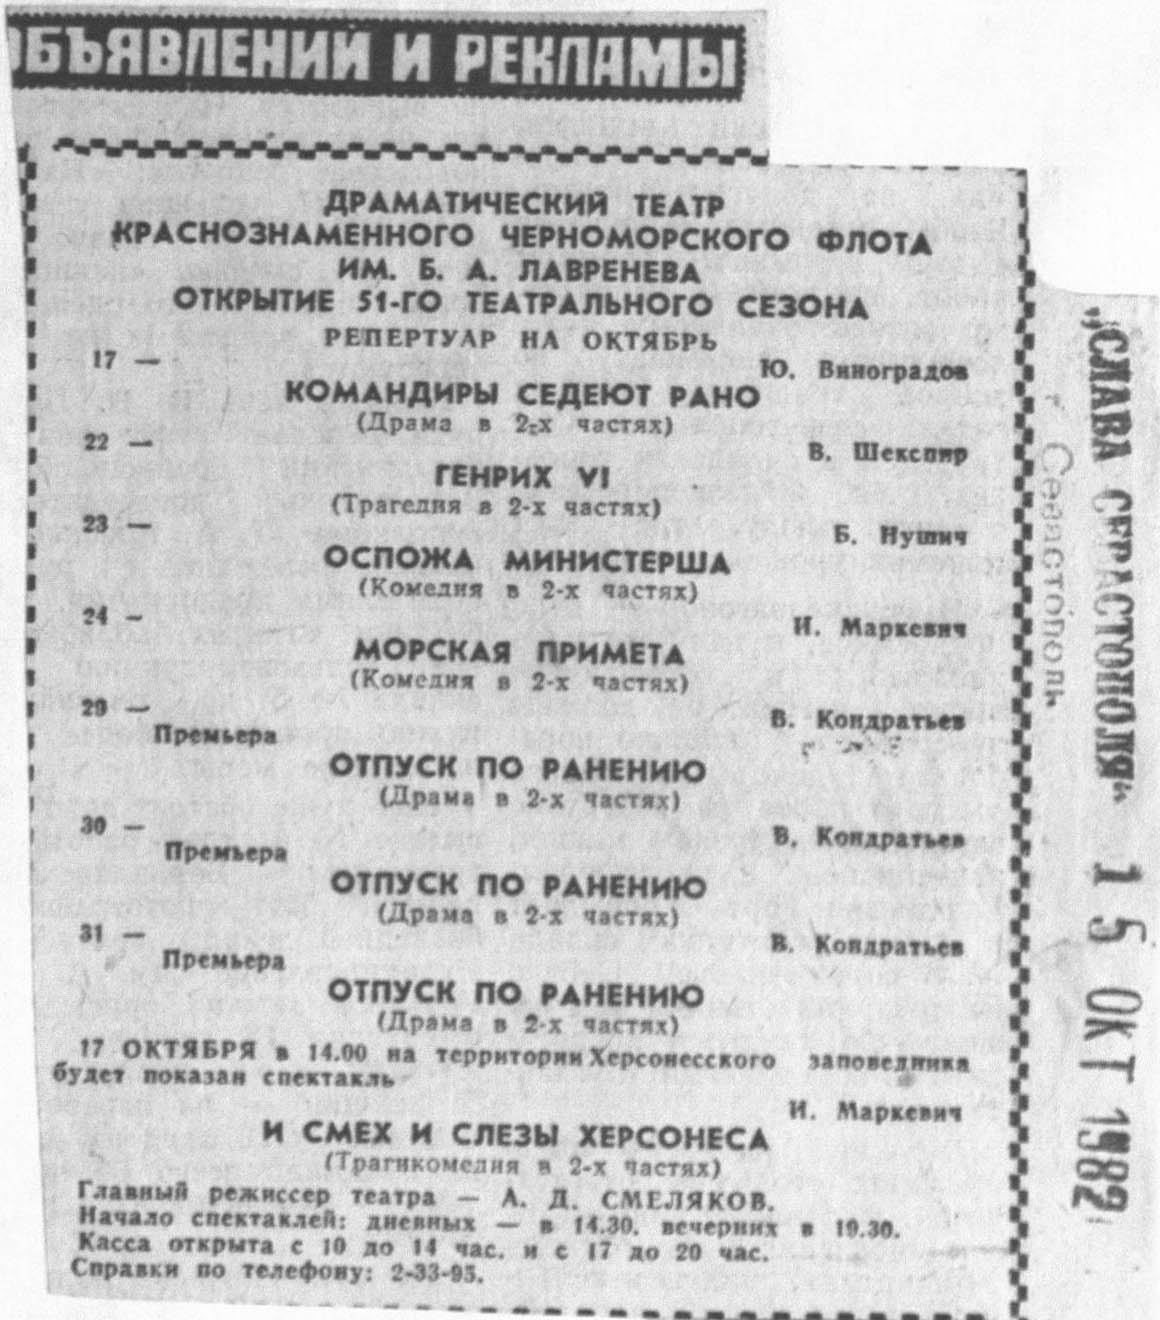 ОБЪЯВЛЕНИЙ И РЕКЛАМЫ
ДРАМАТИЧЕСКИЙ ТЕАТР
КРАСНОЗНАМЕННОГО ЧЕРНОМОРСКОГО ФЛОТА
ИМ. Б. А. ЛАВРЕНЕВА
ОТКРЫТИЕ 51-ГО ТЕАТРАЛЬНОГО СЕЗОНА
РЕПЕРТУАР НА ОКТЯБРЬ
17 — Ю. Виноградов
КОМАНДИРЫ СЕДЕЮТ РАНО
(Драма в 2-х частях)
22 — В. Шекспир
ГЕНРИХ VI
(Трагедия в 2-х частях)
23 — Б. Нушич
ОСПОЖА МИНИСТЕРША
(Комедия в 2-х частях)
24 — И. Маркевич
МОРСКАЯ ПРИМЕТА
(Комедия в 2-х частях)
29 — В. Кондратьев
Премьера
ОТПУСК ПО РАНЕНИЮ
(Драма в 2-х частях)
30 — В. Кондратьев
Премьера
ОТПУСК ПО РАНЕНИЮ
(Драма в 2-х частях)
31 — В. Кондратьев
Премьера
ОТПУСК ПО РАНЕНИЮ
(Драма в 2-х частях)
17 ОКТЯБРЯ в 14.00 на территории Херсонесского заповедника
будет показан спектакль
И. Маркевич
И СМЕХ И СЛЕЗЫ ХЕРСОНЕСА
(Трагикомедия в 2-х частях)
Главный режиссер театра — А. Д. СМЕЛЯКОВ.
Начало спектаклей: дневных — в 14.30, вечерних в 19.30.
Касса открыта с 10 до 14 час. и с 17 до 20 час.
Справки по телефону: 2-33-95.
„СЛАВА СЕВАСТОПОЛЯ“ 15 ОКТ 1982
г. Севастополь 1982